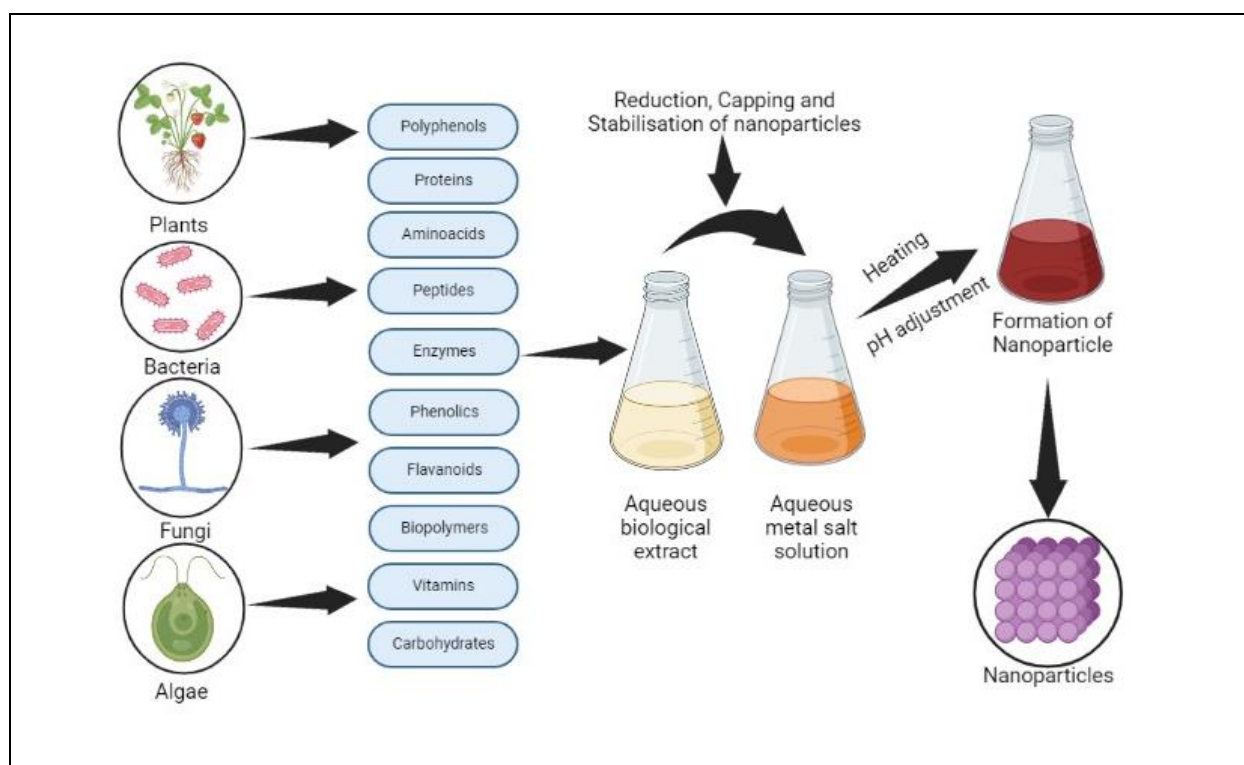 Plants
Bacteria
Fungi
Algae
Polyphenols
Proteins
Aminoacids
Peptides
Enzymes
Phenolics
Flavanoids
Biopolymers
Vitamins
Carbohydrates
Reduction, Capping and
Stabilisation of nanoparticles
Aqueous
biological
extract
Aqueous
metal salt
solution
Heating
pH adjustment
Formation of
Nanoparticle
Nanoparticles